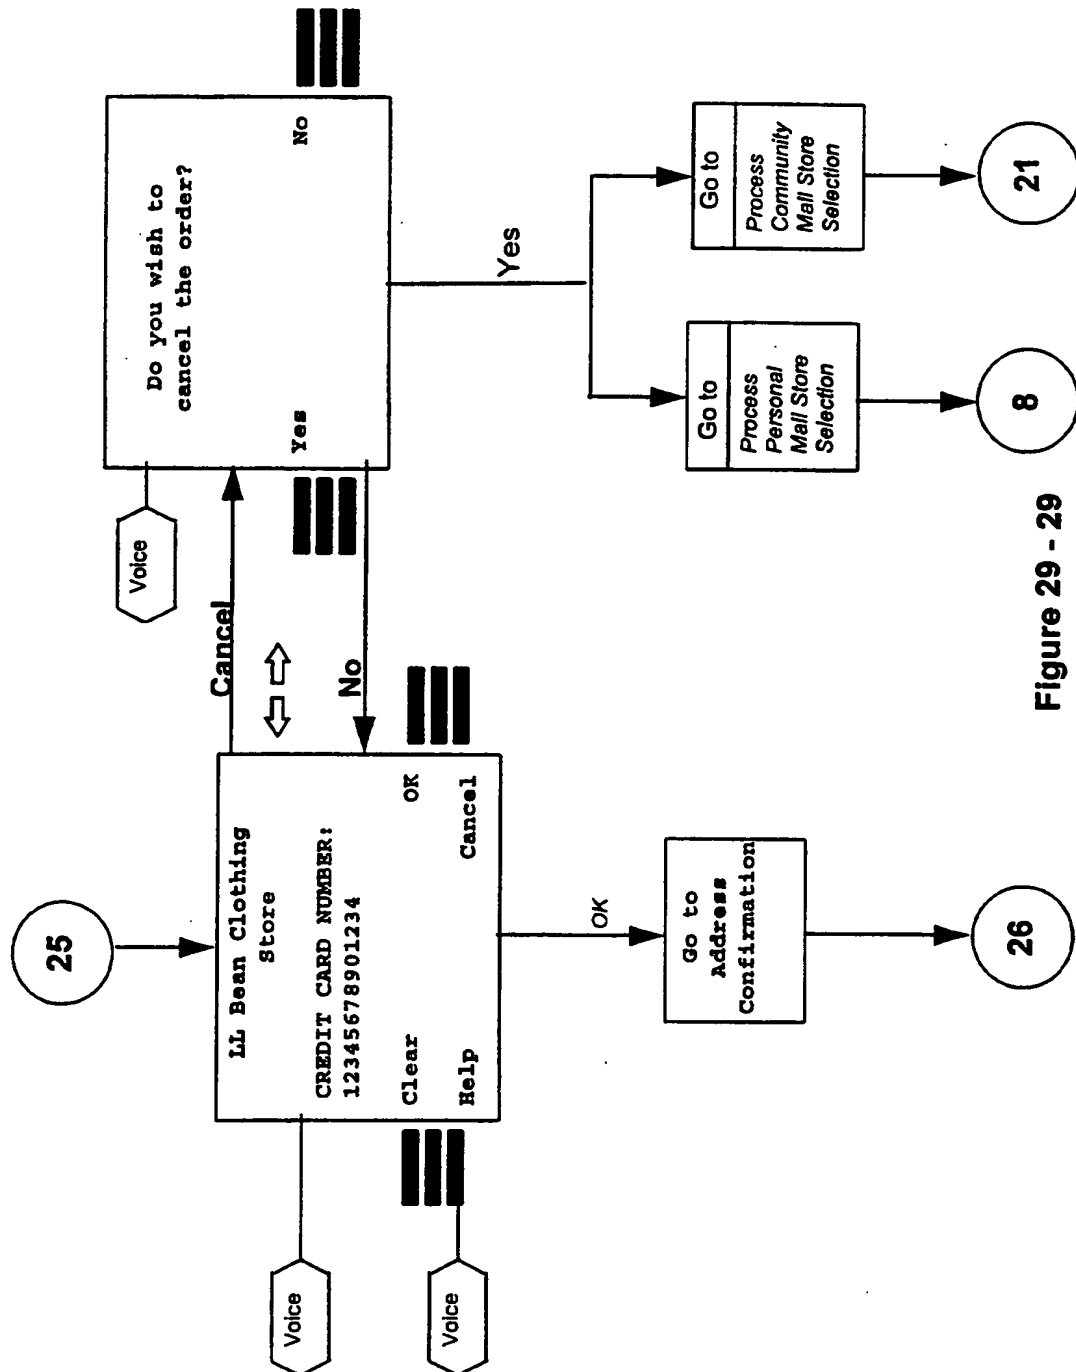 25
LL Bean Clothing
Store
CREDIT CARD NUMBER:
12345678901234
Clear
OK
Help
Cancel
Voice
Voice
Cancel
No
Voice
Do you wish to
cancel the order?
Yes
No
OK
Go to
Address
Confirmation
26
Yes
Go to
Process
Personal
Mall Store
Selection
8
Go to
Process
Community
Mall Store
Selection
21
Figure 29 - 29